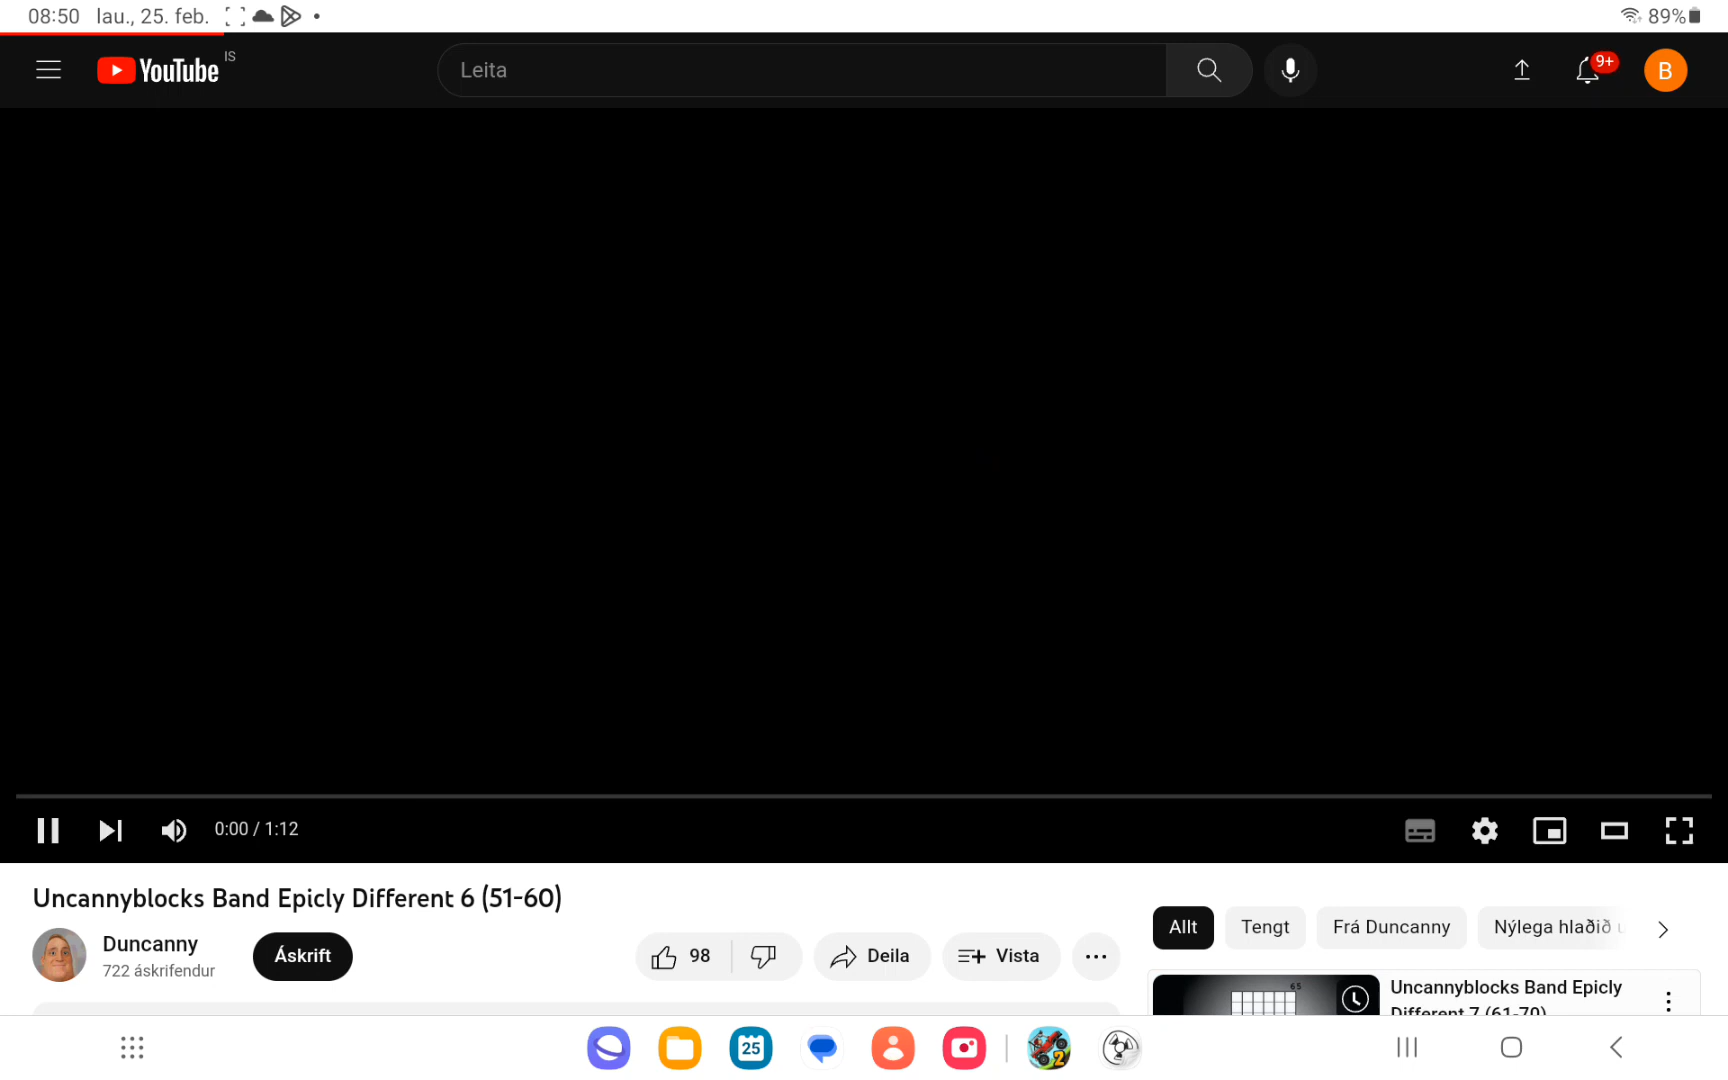 08:50 lau., 25. feb.
89%
YouTube IS
Leita
9+
B
0:00 / 1:12
Uncannyblocks Band Epicly Different 6 (51-60)
Duncanny
722 áskrifendur
Áskrift
98
Deila
Vista
Allt
Tengt
Frá Duncanny
Nýlega hlaðið
65
Uncannyblocks Band Epicly
Different 7 (61-70)
25
2